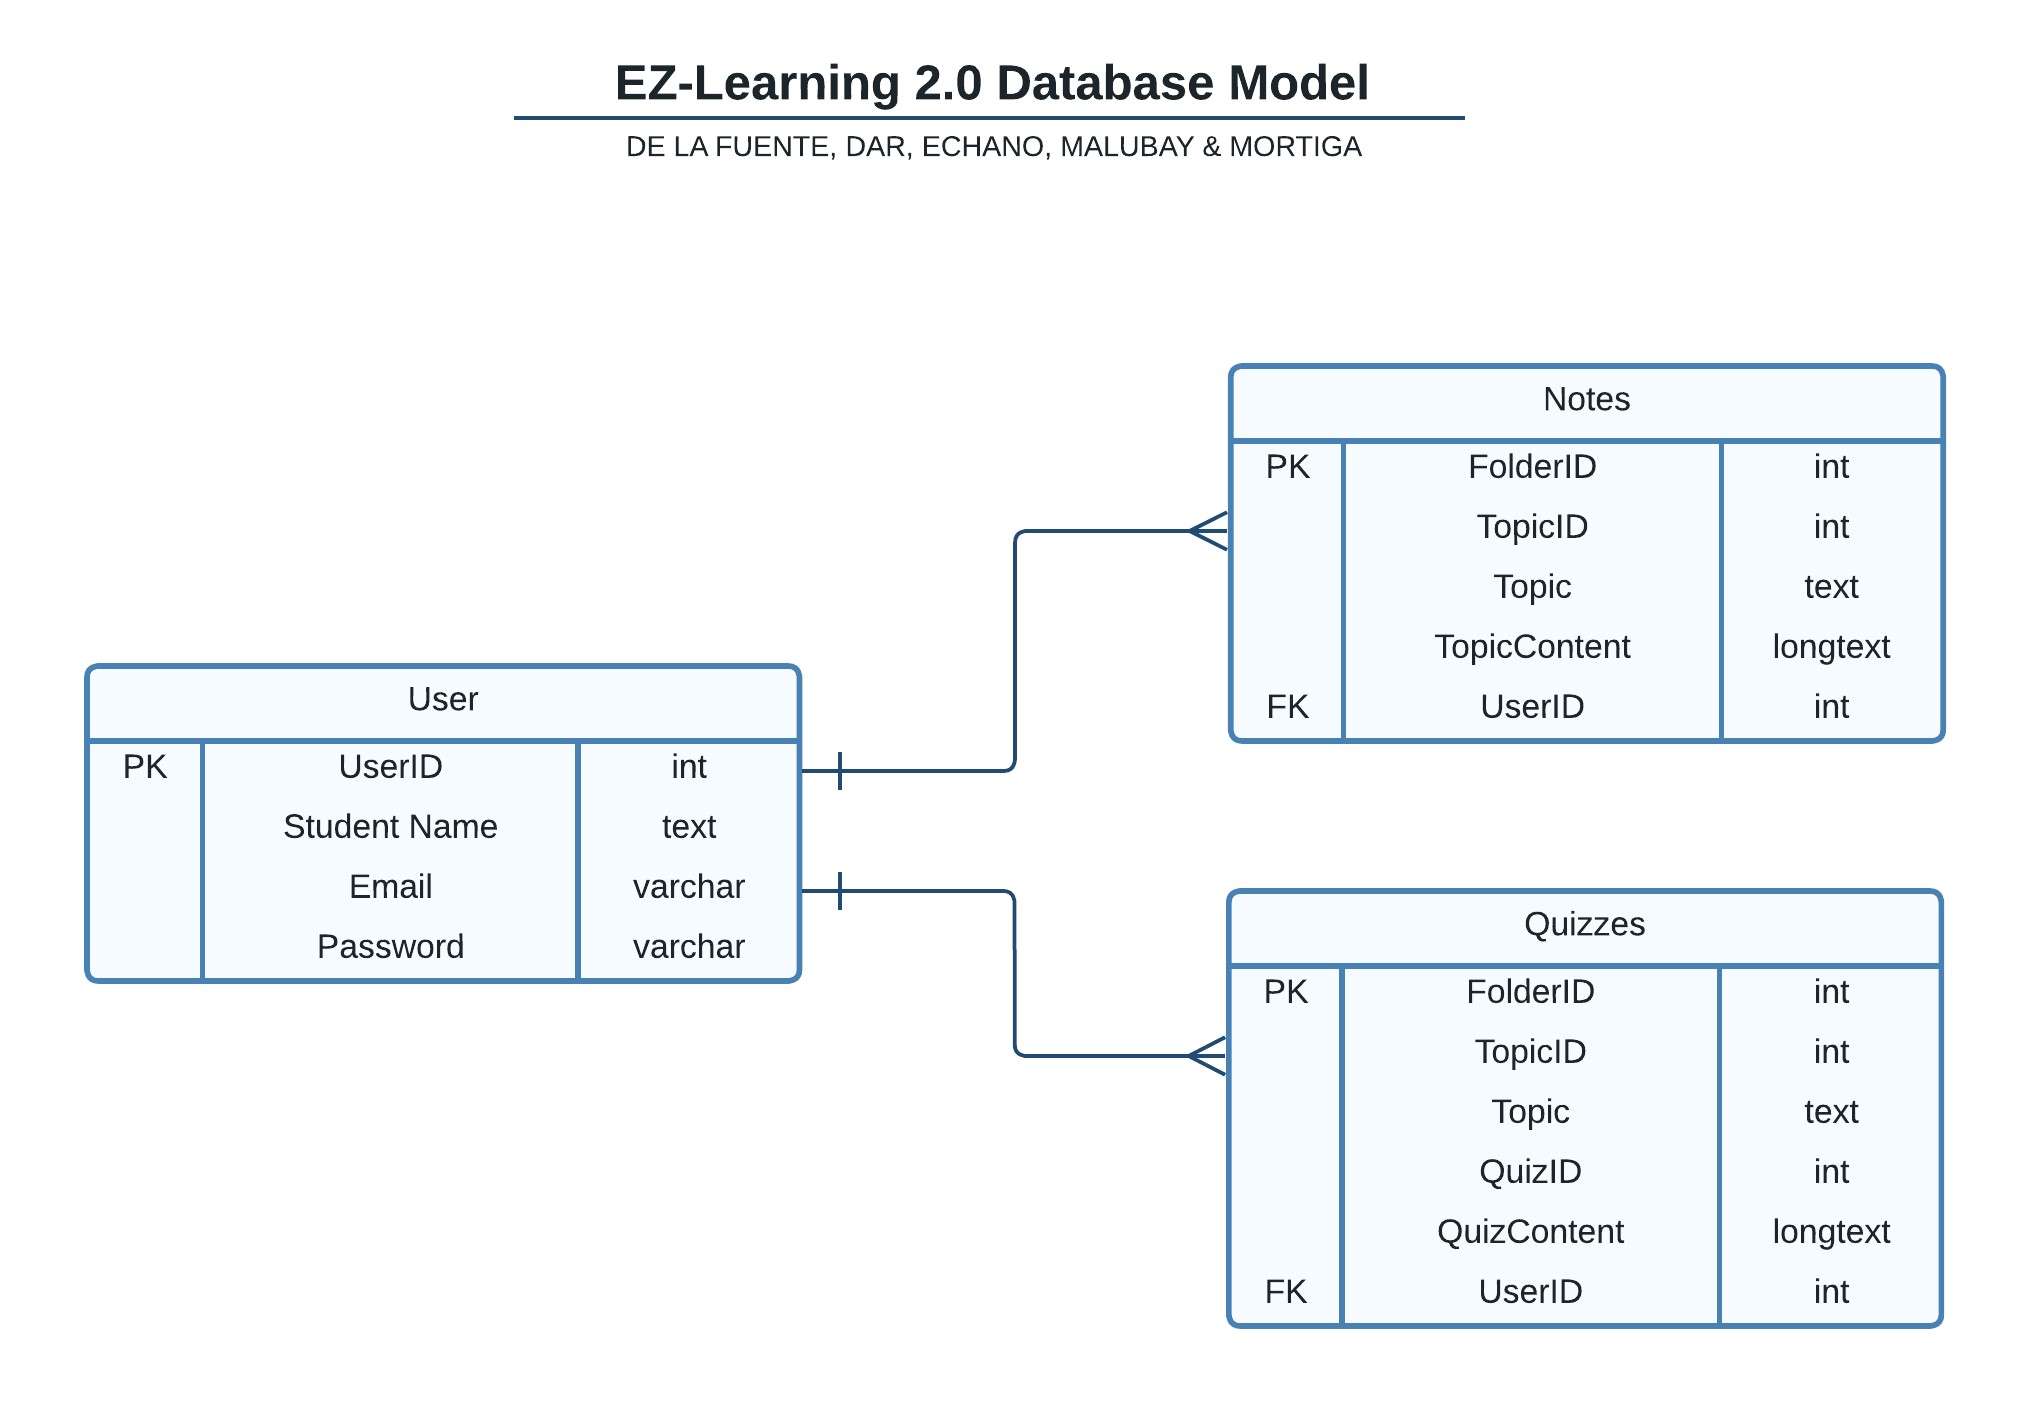 EZ-Learning 2.0 Database Model
DE LA FUENTE, DAR, ECHANO, MALUBAY & MORTIGA
User
PK UserID int
Student Name text
Email varchar
Password varchar
Notes
PK FolderID int
TopicID int
Topic text
TopicContent longtext
FK UserID int
Quizzes
PK FolderID int
TopicID int
Topic text
QuizID int
QuizContent longtext
FK UserID int